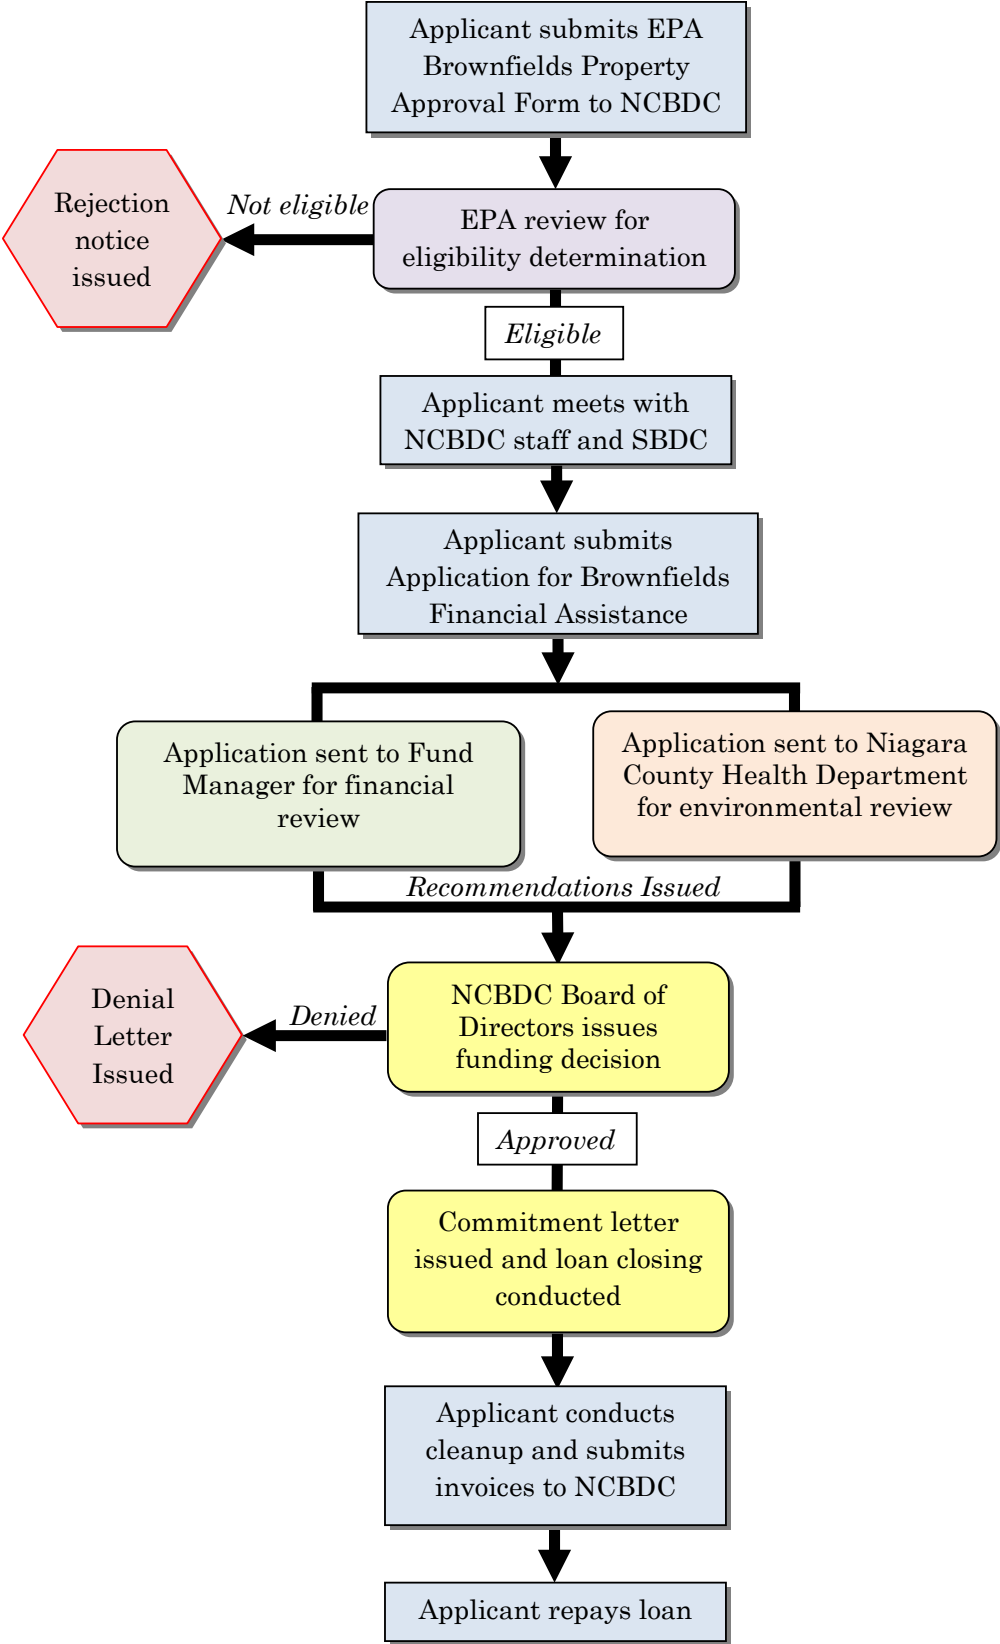 Applicant submits EPA
Brownfields Property
Approval Form to NCBDC
Rejection
notice
issued
Not eligible
EPA review for
eligibility determination
Eligible
Applicant meets with
NCBDC staff and SBDC
Applicant submits
Application for Brownfields
Financial Assistance
Application sent to Fund
Manager for financial
review
Application sent to Niagara
County Health Department
for environmental review
Recommendations Issued
Denial
Letter
Issued
Denied
NCBDC Board of
Directors issues
funding decision
Approved
Commitment letter
issued and loan closing
conducted
Applicant conducts
cleanup and submits
invoices to NCBDC
Applicant repays loan